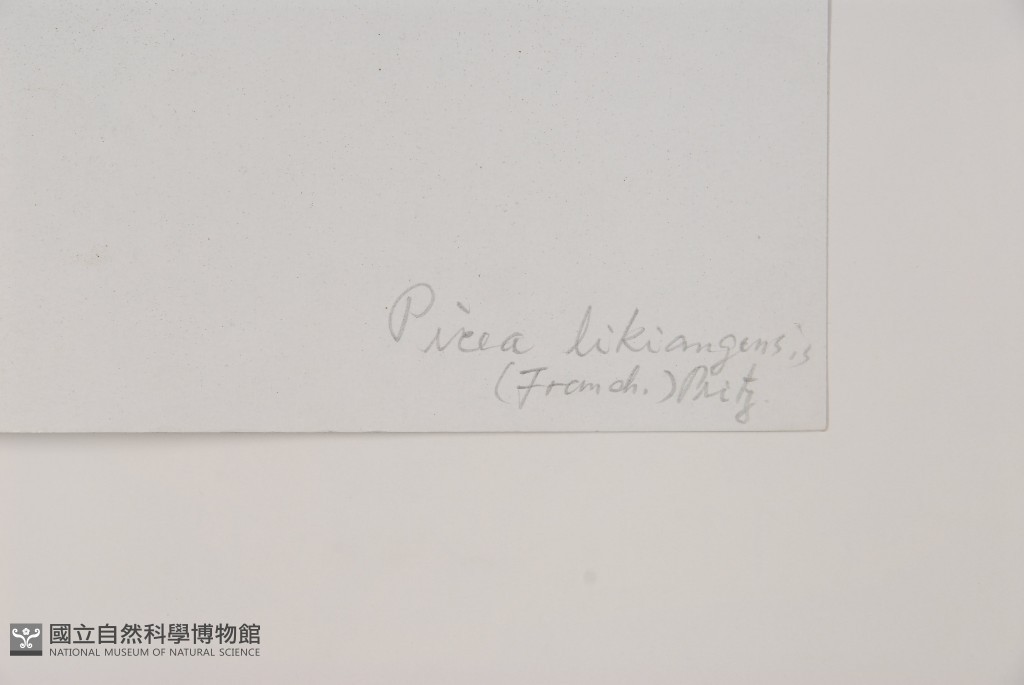 Picea likiangensis
(Franch.) Pritz.
國立自然科學博物館
NATIONAL MUSEUM OF NATURAL SCIENCE